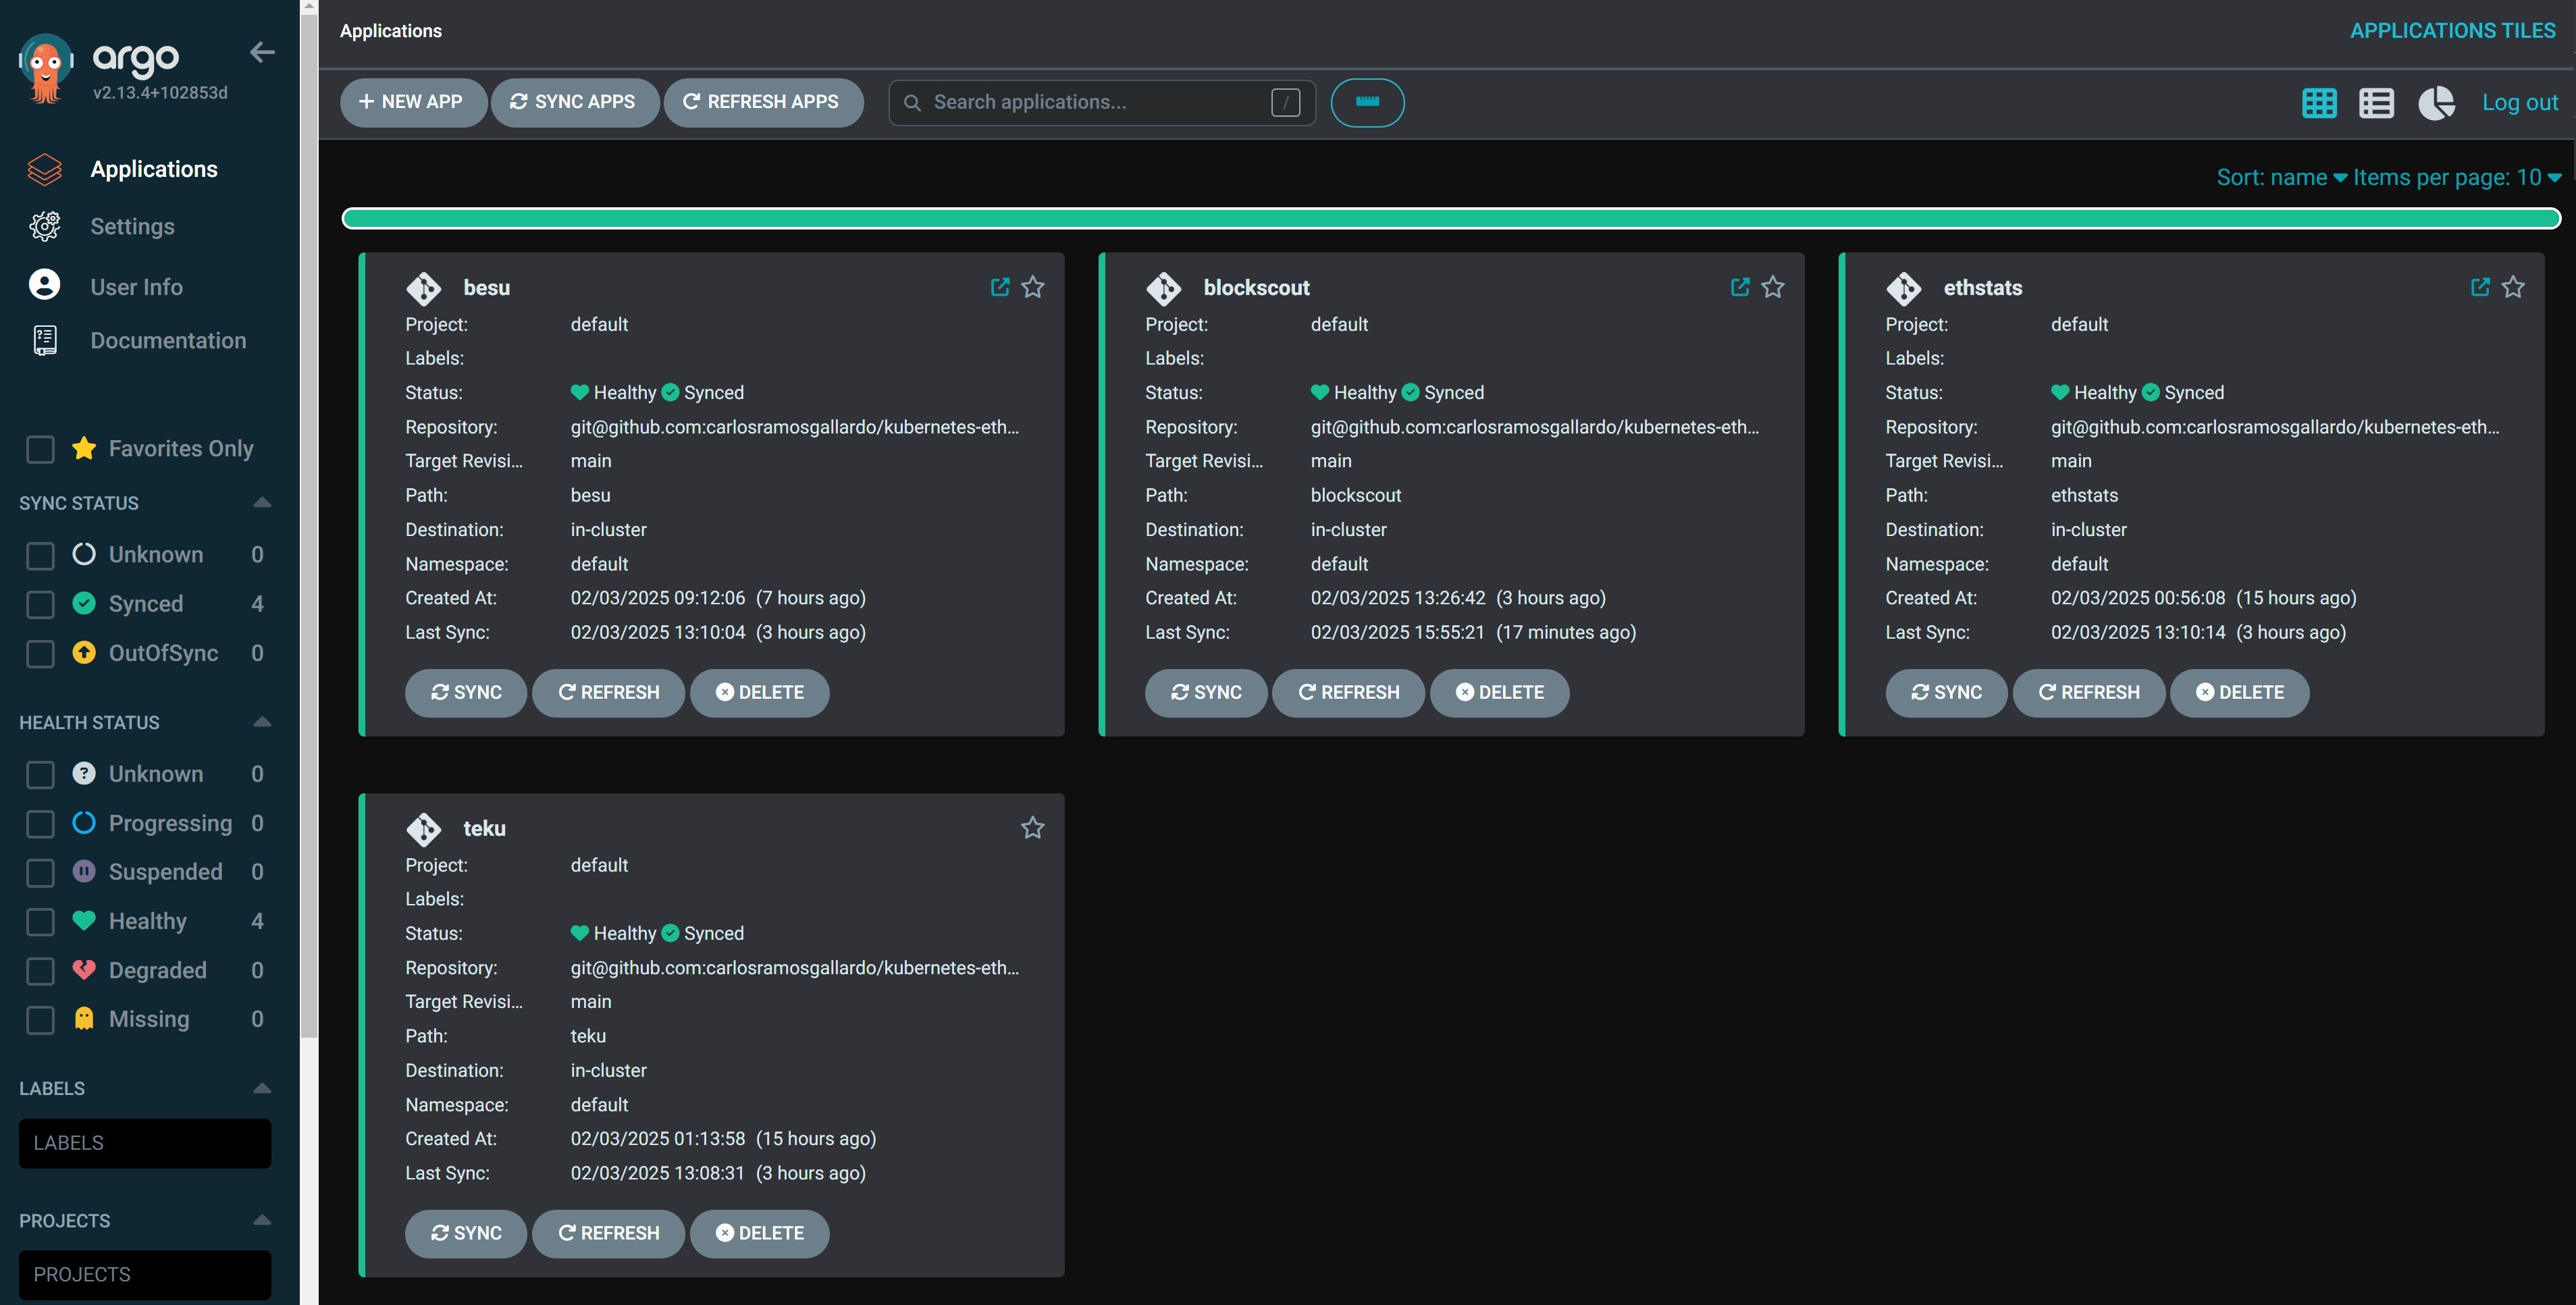 argo
v2.13.4+102853d
Applications
Settings
User Info
Documentation
Favorites Only
SYNC STATUS
Unknown 0
Synced 4
OutOfSync 0
HEALTH STATUS
Unknown 0
Progressing 0
Suspended 0
Healthy 4
Degraded 0
Missing 0
LABELS
LABELS
PROJECTS
PROJECTS
Applications APPLICATIONS TILES
+ NEW APP SYNC APPS REFRESH APPS Search applications... / Log out
Sort: name Items per page: 10
besu
Project: default
Labels:
Status: Healthy Synced
Repository: git@github.com:carlosramosgallardo/kubernetes-eth...
Target Revisi... main
Path: besu
Destination: in-cluster
Namespace: default
Created At: 02/03/2025 09:12:06 (7 hours ago)
Last Sync: 02/03/2025 13:10:04 (3 hours ago)
SYNC REFRESH DELETE
blockscout
Project: default
Labels:
Status: Healthy Synced
Repository: git@github.com:carlosramosgallardo/kubernetes-eth...
Target Revisi... main
Path: blockscout
Destination: in-cluster
Namespace: default
Created At: 02/03/2025 13:26:42 (3 hours ago)
Last Sync: 02/03/2025 15:55:21 (17 minutes ago)
SYNC REFRESH DELETE
ethstats
Project: default
Labels:
Status: Healthy Synced
Repository: git@github.com:carlosramosgallardo/kubernetes-eth...
Target Revisi... main
Path: ethstats
Destination: in-cluster
Namespace: default
Created At: 02/03/2025 00:56:08 (15 hours ago)
Last Sync: 02/03/2025 13:10:14 (3 hours ago)
SYNC REFRESH DELETE
teku
Project: default
Labels:
Status: Healthy Synced
Repository: git@github.com:carlosramosgallardo/kubernetes-eth...
Target Revisi... main
Path: teku
Destination: in-cluster
Namespace: default
Created At: 02/03/2025 01:13:58 (15 hours ago)
Last Sync: 02/03/2025 13:08:31 (3 hours ago)
SYNC REFRESH DELETE